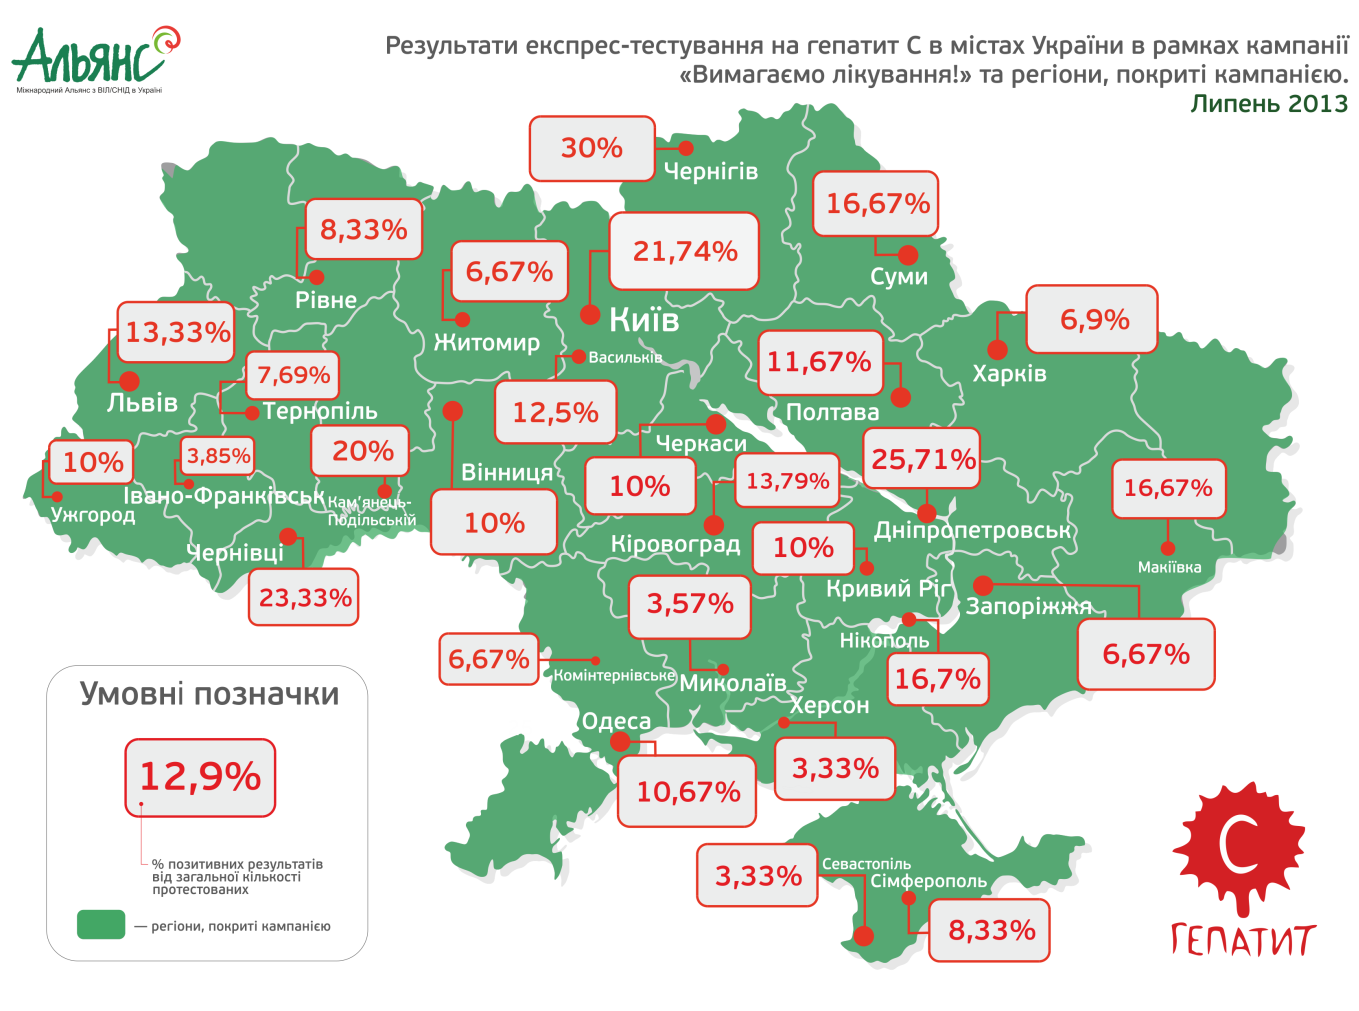 Альянс
Міжнародний Альянс з ВІЛ/СНІД в Україні
Результати експрес-тестування на гепатит С в містах України в рамках кампанії
«Вимагаємо лікування!» та регіони, покриті кампанією.
Липень 2013
30%
Чернігів
16,67%
Суми
8,33%
Рівне
21,74%
Київ
6,67%
Житомир
6,9%
Харків
13,33%
Львів
7,69%
Тернопіль
Васильків
12,5%
11,67%
Полтава
Черкаси
10%
20%
Кам’янець-
Подільській
3,85%
Івано-Франківськ
10%
Ужгород
Вінниця
10%
13,79%
Кіровоград
25,71%
Дніпропетровськ
16,67%
Макіївка
Чернівці
23,33%
10%
Кривий Ріг
Запоріжжя
6,67%
3,57%
Миколаїв
Нікополь
16,7%
6,67%
Комінтернівське
Херсон
3,33%
Одеса
10,67%
3,33%
Севастопіль
Сімферополь
8,33%
Умовні позначки
12,9%
% позитивних результатів
від загальної кількості
протестованих
— регіони, покриті кампанією
С
ГЕПАТИТ